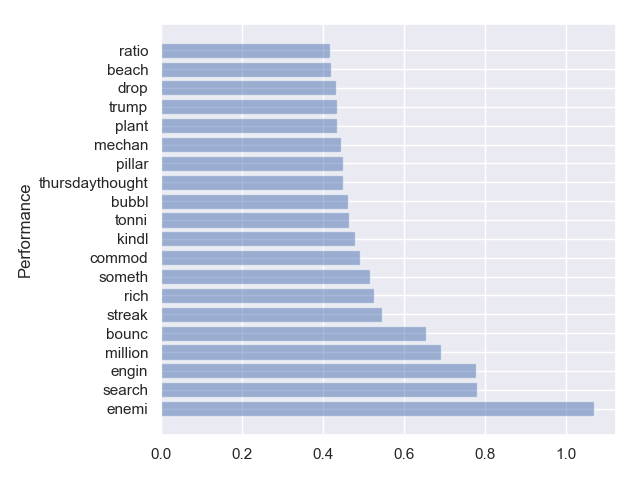 ratio
beach
drop
trump
plant
mechan
pillar
thursdaythought
bubbl
tonni
kindl
commod
someth
rich
streak
bounc
million
engin
search
enemi
Performance
0.0 0.2 0.4 0.6 0.8 1.0